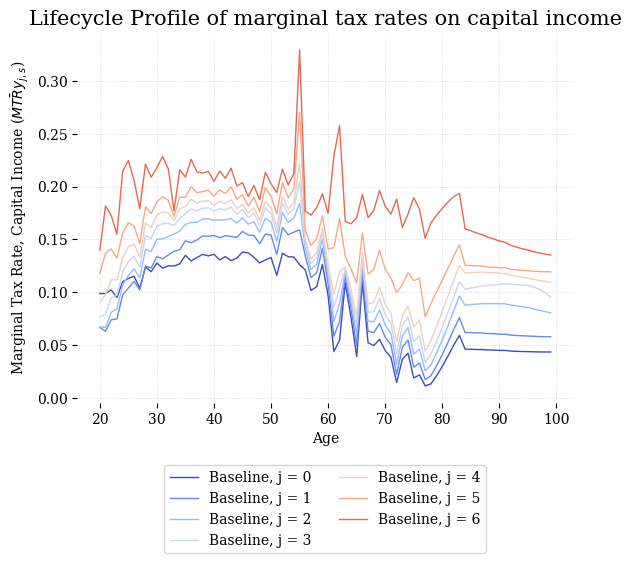 Lifecycle Profile of marginal tax rates on capital income
Marginal Tax Rate, Capital Income ($\bar{MTRy}_{j,s}$)
0.30
0.25
0.20
0.15
0.10
0.05
0.00
20 30 40 50 60 70 80 90 100
Age
Baseline, j = 0
Baseline, j = 1
Baseline, j = 2
Baseline, j = 3
Baseline, j = 4
Baseline, j = 5
Baseline, j = 6